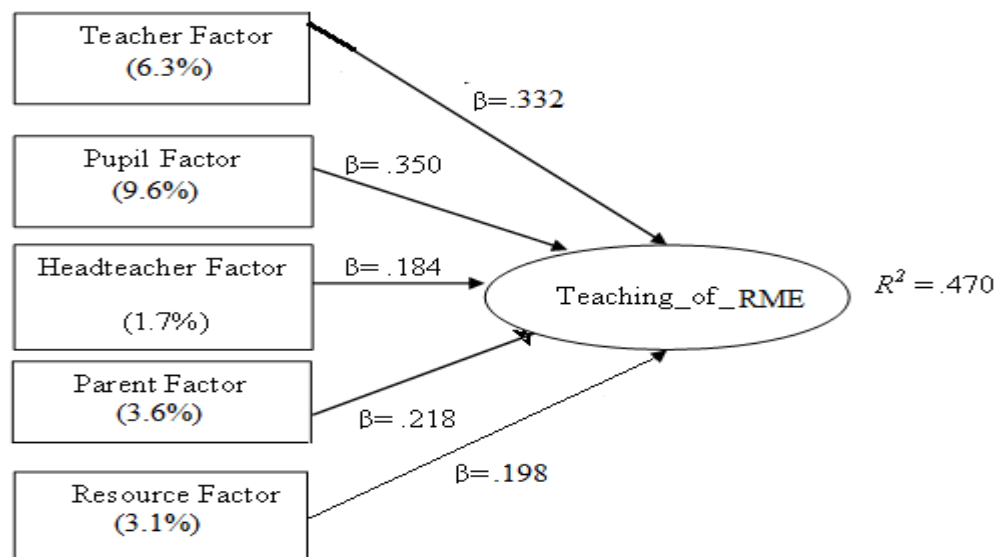 Teacher Factor
(6.3%)
β=.332
Pupil Factor
(9.6%)
β= .350
Headteacher Factor
(1.7%)
β= .184
Teaching_of_RME
R² = .470
Parent Factor
(3.6%)
β= .218
Resource Factor
(3.1%)
β=.198